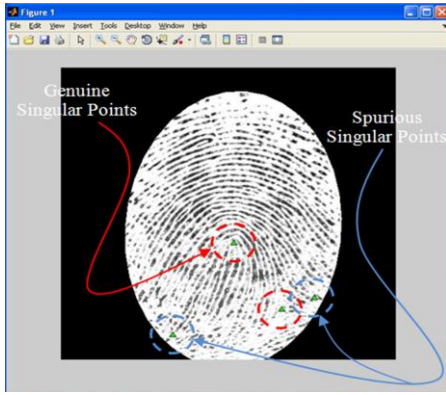 Figure 1
File Edit View Insert Tools Desktop Window Help
Genuine
Singular Points
Spurious
Singular Points